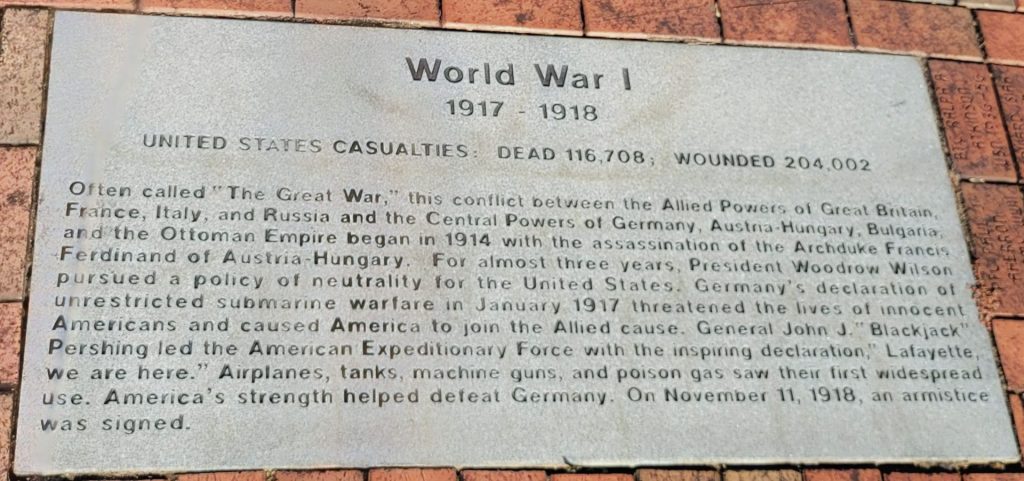 World War I
1917 - 1918
UNITED STATES CASUALTIES: DEAD 116,708; WOUNDED 204,002
Often called "The Great War," this conflict between the Allied Powers of Great Britain,
France, Italy, and Russia and the Central Powers of Germany, Austria-Hungary, Bulgaria,
and the Ottoman Empire began in 1914 with the assassination of the Archduke Francis
Ferdinand of Austria-Hungary. For almost three years, President Woodrow Wilson
pursued a policy of neutrality for the United States. Germany's declaration of
unrestricted submarine warfare in January 1917 threatened the lives of innocent
Americans and caused America to join the Allied cause. General John J. "Blackjack"
Pershing led the American Expeditionary Force with the inspiring declaration, "Lafayette,
we are here." Airplanes, tanks, machine guns, and poison gas saw their first widespread
use. America's strength helped defeat Germany. On November 11, 1918, an armistice
was signed.